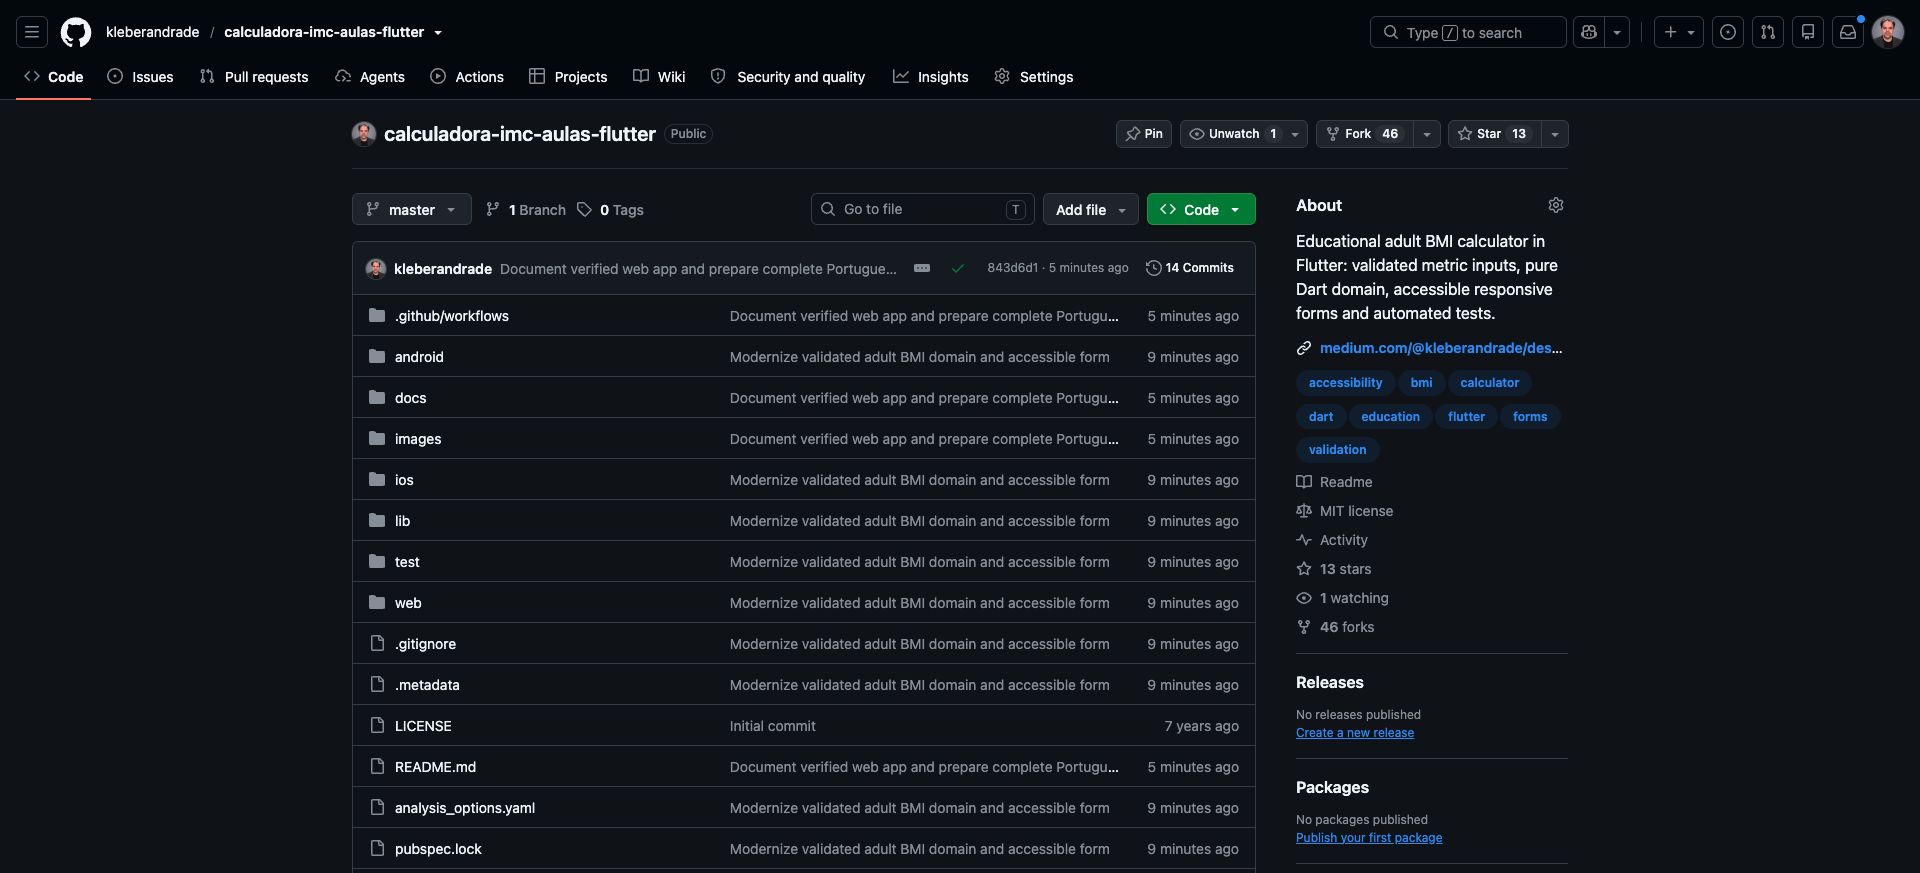 kleberandrade / calculadora-imc-aulas-flutter
Type / to search
Code Issues Pull requests Agents Actions Projects Wiki Security and quality Insights Settings
calculadora-imc-aulas-flutter Public
Pin Unwatch 1 Fork 46 Star 13
master 1 Branch 0 Tags Go to file T Add file Code
kleberandrade Document verified web app and prepare complete Portugue... 843d6d1 · 5 minutes ago 14 Commits
.github/workflows Document verified web app and prepare complete Portugu... 5 minutes ago
android Modernize validated adult BMI domain and accessible form 9 minutes ago
docs Document verified web app and prepare complete Portugu... 5 minutes ago
images Document verified web app and prepare complete Portugu... 5 minutes ago
ios Modernize validated adult BMI domain and accessible form 9 minutes ago
lib Modernize validated adult BMI domain and accessible form 9 minutes ago
test Modernize validated adult BMI domain and accessible form 9 minutes ago
web Modernize validated adult BMI domain and accessible form 9 minutes ago
.gitignore Modernize validated adult BMI domain and accessible form 9 minutes ago
.metadata Modernize validated adult BMI domain and accessible form 9 minutes ago
LICENSE Initial commit 7 years ago
README.md Document verified web app and prepare complete Portugu... 5 minutes ago
analysis_options.yaml Modernize validated adult BMI domain and accessible form 9 minutes ago
pubspec.lock Modernize validated adult BMI domain and accessible form 9 minutes ago
About
Educational adult BMI calculator in
Flutter: validated metric inputs, pure
Dart domain, accessible responsive
forms and automated tests.
medium.com/@kleberandrade/des...
accessibility bmi calculator
dart education flutter forms
validation
Readme
MIT license
Activity
13 stars
1 watching
46 forks
Releases
No releases published
Create a new release
Packages
No packages published
Publish your first package